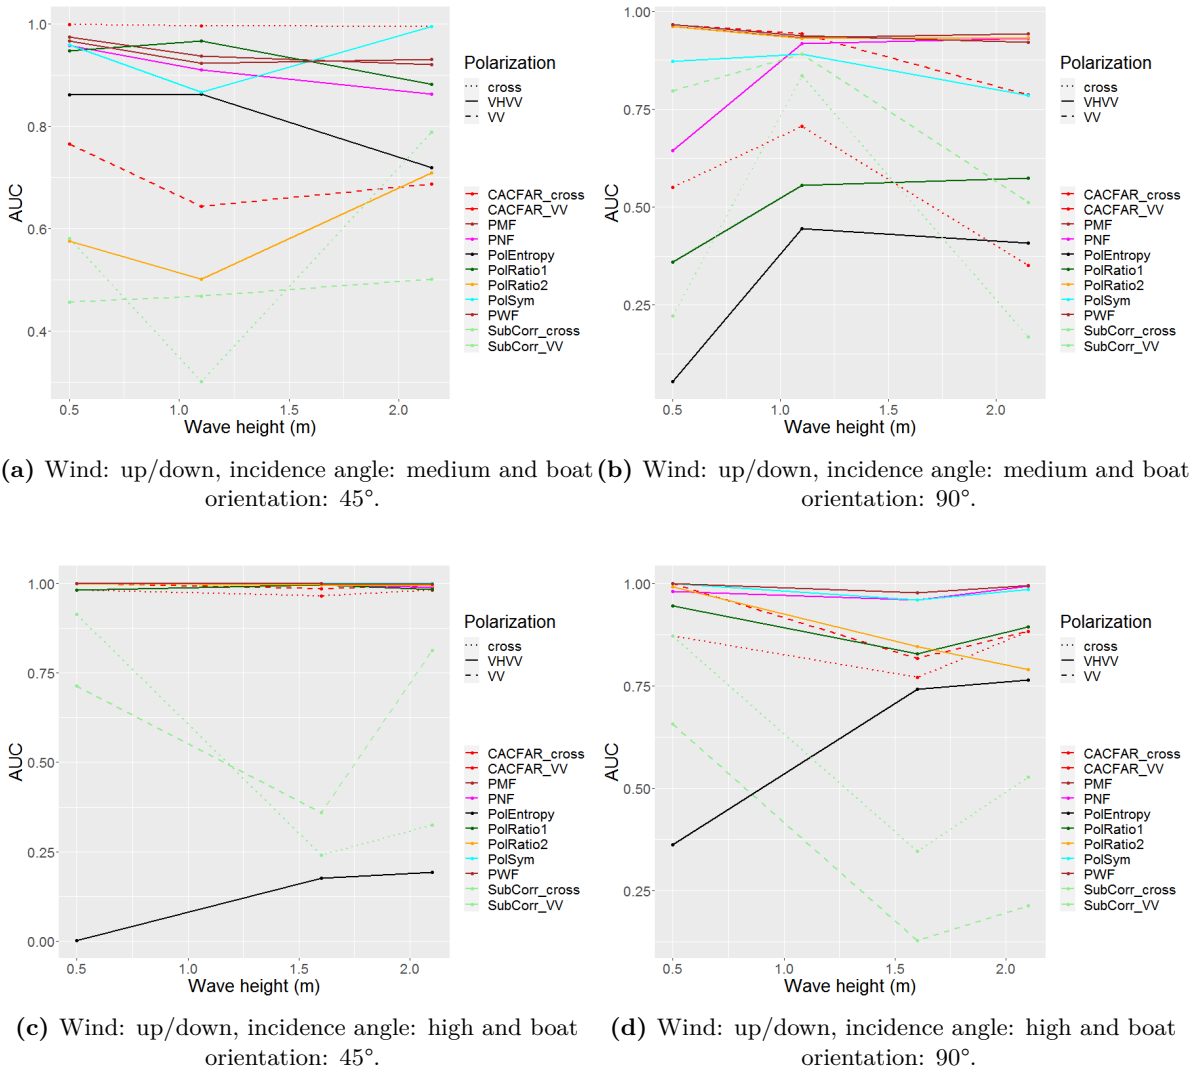 1.0
0.8
0.6
0.4
AUC
0.5
1.0
1.5
2.0
Wave height (m)
Polarization
cross
VHVV
VV
CACFAR_cross
CACFAR_VV
PMF
PNF
PolEntropy
PolRatio1
PolRatio2
PolSym
PWF
SubCorr_cross
SubCorr_VV
(a) Wind: up/down, incidence angle: medium and boat
orientation: 45°.
1.00
0.75
0.50
0.25
AUC
0.5
1.0
1.5
2.0
Wave height (m)
Polarization
cross
VHVV
VV
CACFAR_cross
CACFAR_VV
PMF
PNF
PolEntropy
PolRatio1
PolRatio2
PolSym
PWF
SubCorr_cross
SubCorr_VV
(b) Wind: up/down, incidence angle: medium and boat
orientation: 90°.
1.00
0.75
0.50
0.25
0.00
AUC
0.5
1.0
1.5
2.0
Wave height (m)
Polarization
cross
VHVV
VV
CACFAR_cross
CACFAR_VV
PMF
PNF
PolEntropy
PolRatio1
PolRatio2
PolSym
PWF
SubCorr_cross
SubCorr_VV
(c) Wind: up/down, incidence angle: high and boat
orientation: 45°.
1.00
0.75
0.50
0.25
AUC
0.5
1.0
1.5
2.0
Wave height (m)
Polarization
cross
VHVV
VV
CACFAR_cross
CACFAR_VV
PMF
PNF
PolEntropy
PolRatio1
PolRatio2
PolSym
PWF
SubCorr_cross
SubCorr_VV
(d) Wind: up/down, incidence angle: high and boat
orientation: 90°.